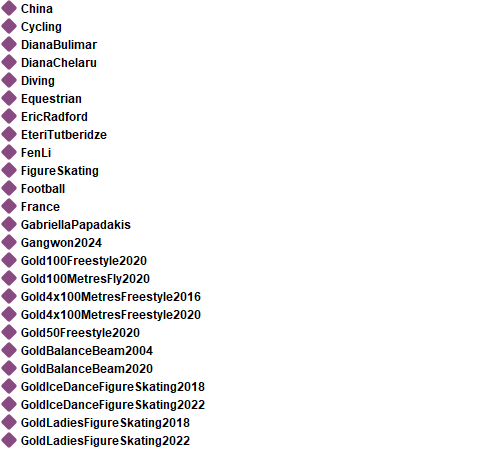 China
Cycling
DianaBulimar
DianaChelaru
Diving
Equestrian
EricRadford
EteriTutberidze
FenLi
FigureSkating
Football
France
GabriellaPapadakis
Gangwon2024
Gold100Freestyle2020
Gold100MetresFly2020
Gold4x100MetresFreestyle2016
Gold4x100MetresFreestyle2020
Gold50Freestyle2020
GoldBalanceBeam2004
GoldBalanceBeam2020
GoldIceDanceFigureSkating2018
GoldIceDanceFigureSkating2022
GoldLadiesFigureSkating2018
GoldLadiesFigureSkating2022